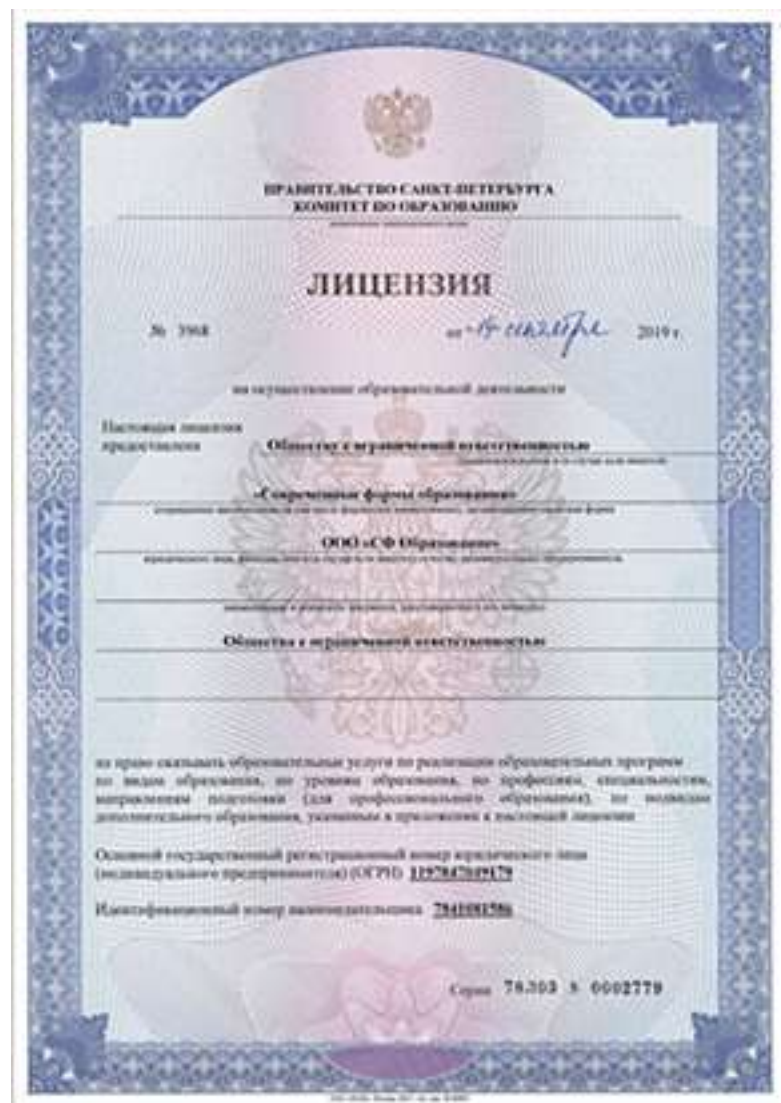 ПРАВИТЕЛЬСТВО САНКТ-ПЕТЕРБУРГА
КОМИТЕТ ПО ОБРАЗОВАНИЮ
ЛИЦЕНЗИЯ
№ 3968 от сентября 2019 г.
на осуществление образовательной деятельности
Настоящая лицензия
предоставлена Обществу с ограниченной ответственностью
«Современные формы образования»
ООО «СФ Образование»
Общества с ограниченной ответственностью
на право оказывать образовательные услуги по реализации образовательных программ
по видам образования, по уровням образования, по профессиям, специальностям,
направлениям подготовки (для профессионального образования), по подвидам
дополнительного образования, указанным в приложении к настоящей лицензии
Основной государственный регистрационный номер юридического лица
(индивидуального предпринимателя) (ОГРН)
Идентификационный номер налогоплательщика
Серия 0002779